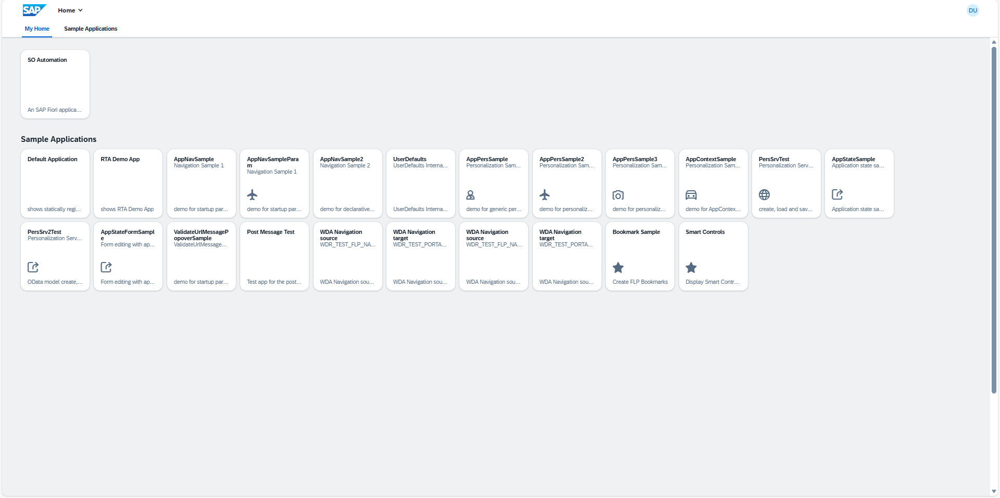 SAP
Home
DU
My Home
Sample Applications
SO Automation
An SAP Fiori applica...
Sample Applications
Default Application
shows statically regi...
RTA Demo App
shows RTA Demo App
AppNavSample
Navigation Sample 1
demo for startup par...
AppNavSamplePara
m
Navigation Sample 1
demo for startup par...
AppNavSample2
Navigation Sample 2
demo for declarative...
UserDefaults
UserDefaults Interna...
UserDefaults Interna...
AppPersSample
Personalization Sam...
demo for generic per...
AppPersSample2
Personalization Sam...
demo for personaliz...
AppPersSample3
Personalization Sam...
demo for personaliz...
AppContextSample
Personalization Sam...
demo for AppContex...
PersSrvTest
Personalization Serv...
create, load and sav...
AppStateSample
Application state sa...
Application state sa...
PersSrv2Test
Personalization Serv...
OData model create,...
AppStateFormSampl
e
Form editing with ap...
Form editing with ap...
ValidateUrlMessageP
opoverSample
ValidateUrlMessage...
demo for startup par...
Post Message Test
Test app for the post...
WDA Navigation
source
WDR_TEST_FLP_NA...
WDA Navigation sou...
WDA Navigation
target
WDR_TEST_PORTA...
WDA Navigation sou...
WDA Navigation
source
WDR_TEST_FLP_NA...
WDA Navigation sou...
WDA Navigation
target
WDR_TEST_PORTA...
WDA Navigation sou...
Bookmark Sample
Create FLP Bookmarks
Smart Controls
Display Smart Contr...